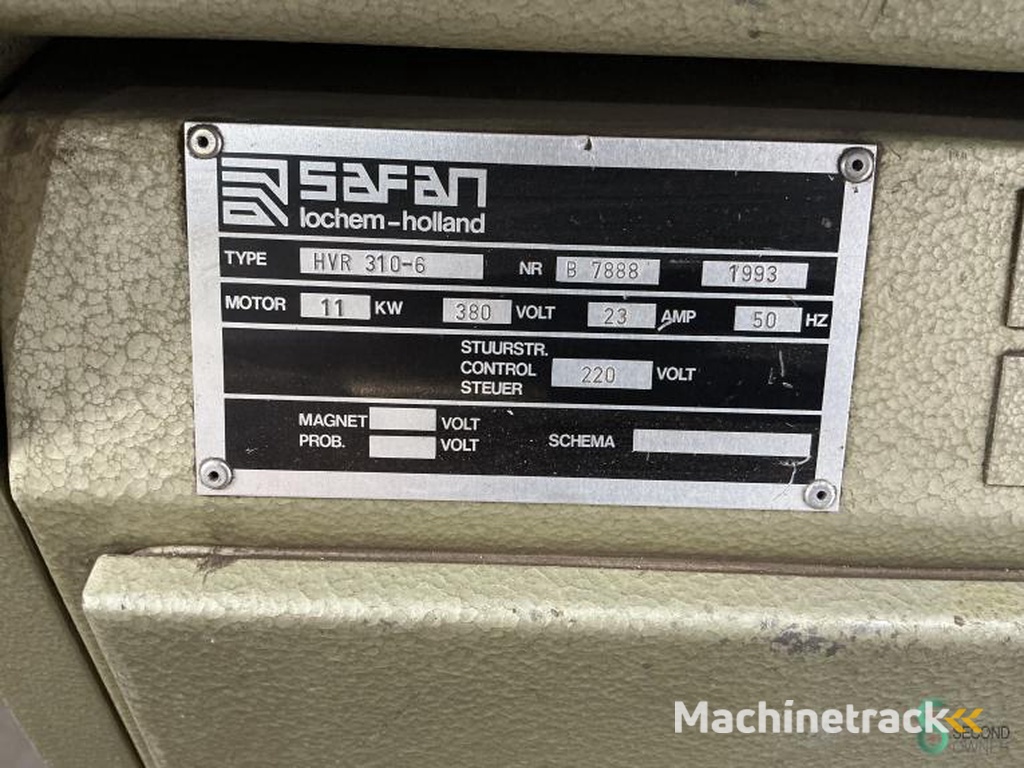 SAFAN
lochem-holland
TYPE HVR 310-6 NR B 7888 1993
MOTOR 11 KW 380 VOLT 23 AMP 50 HZ
STUURSTR.
CONTROL 220 VOLT
STEUER
MAGNET VOLT
PROB. VOLT SCHEMA
Machinetrack
SECOND
OWNER